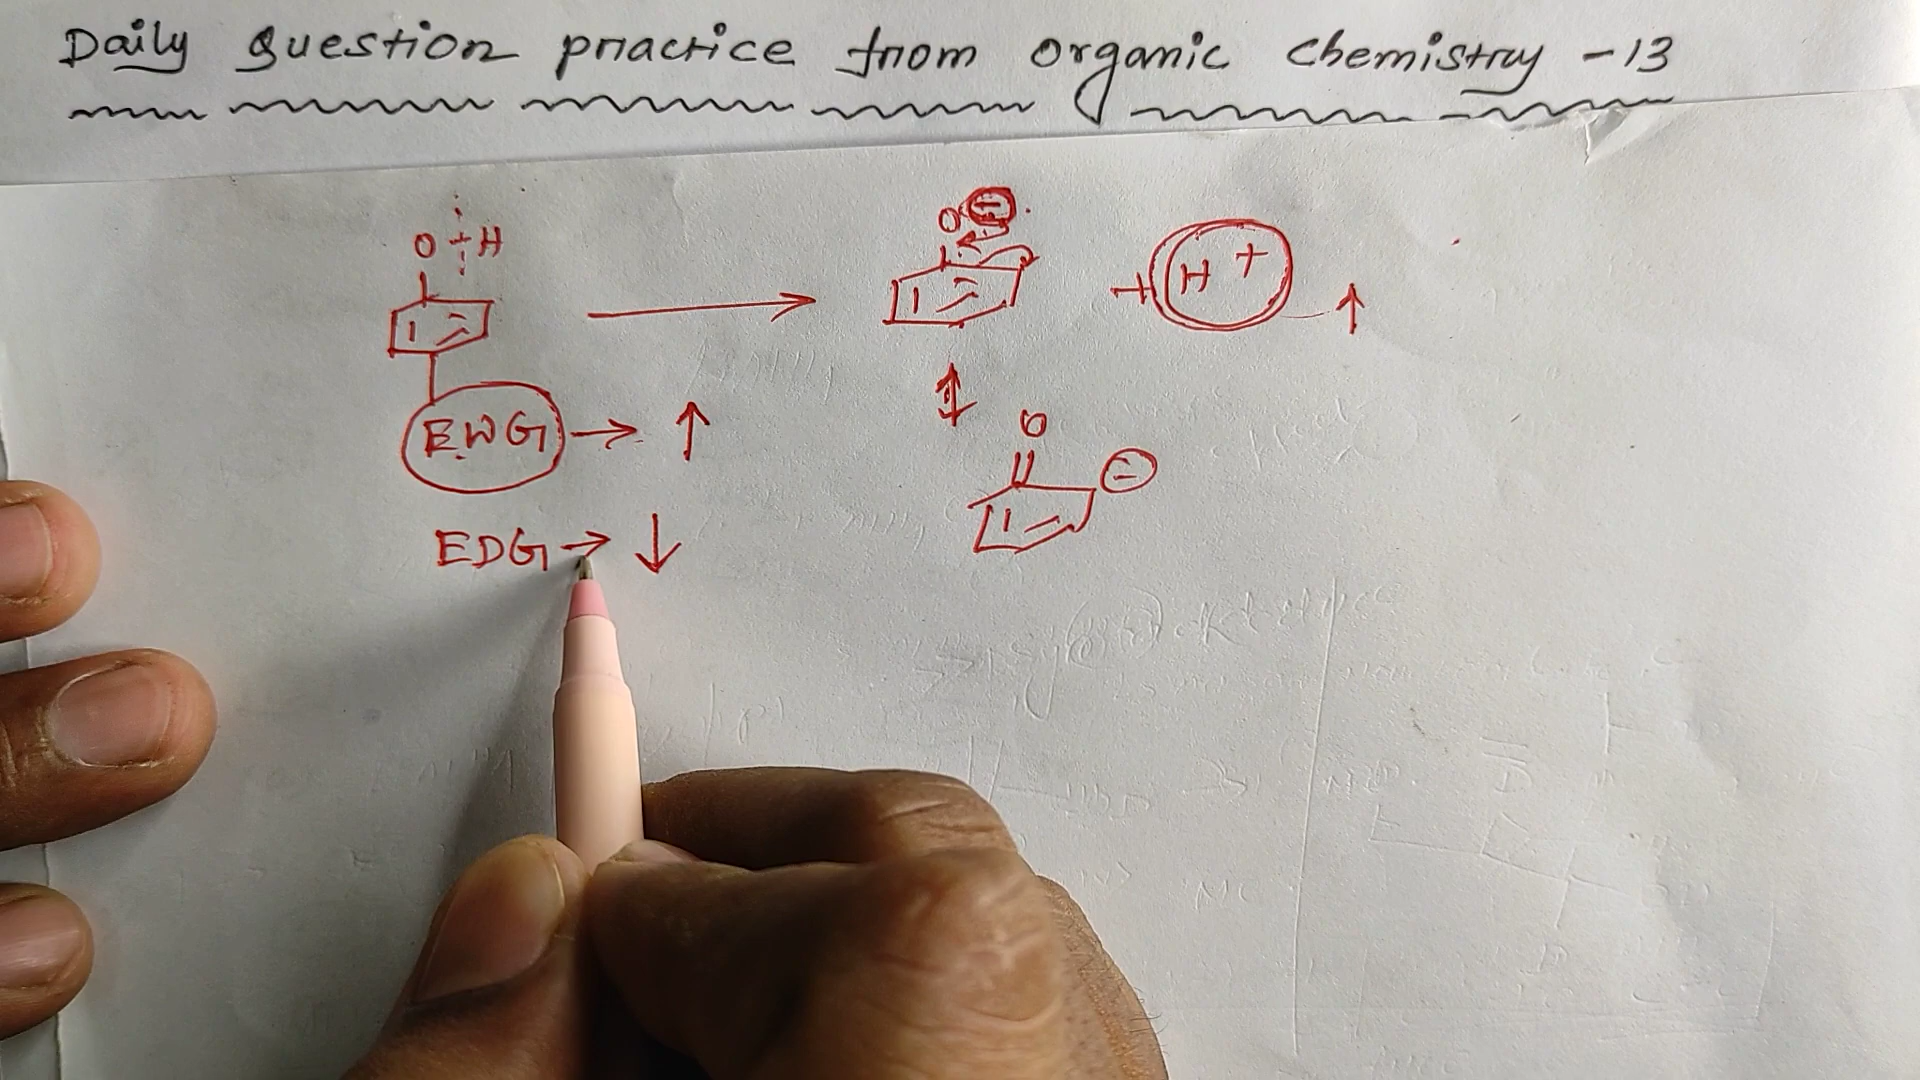 Daily Question practice from organic chemistry -13
O H
O ⊖
+ H+ ↑
EWG → ↑
O
⊖
EDG → ↓